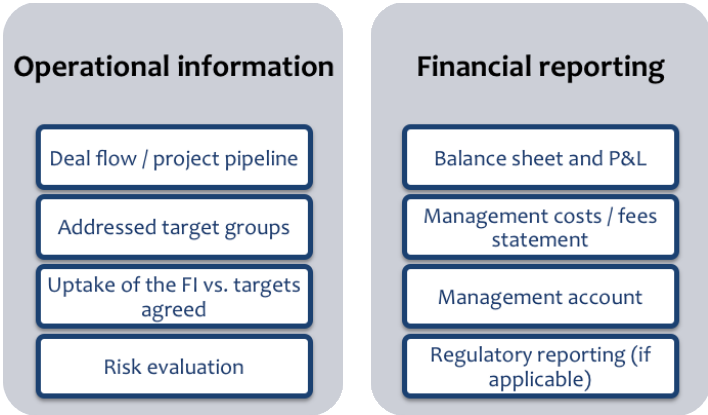 Operational information
Deal flow / project pipeline
Addressed target groups
Uptake of the FI vs. targets
agreed
Risk evaluation
Financial reporting
Balance sheet and P&L
Management costs / fees
statement
Management account
Regulatory reporting (if
applicable)